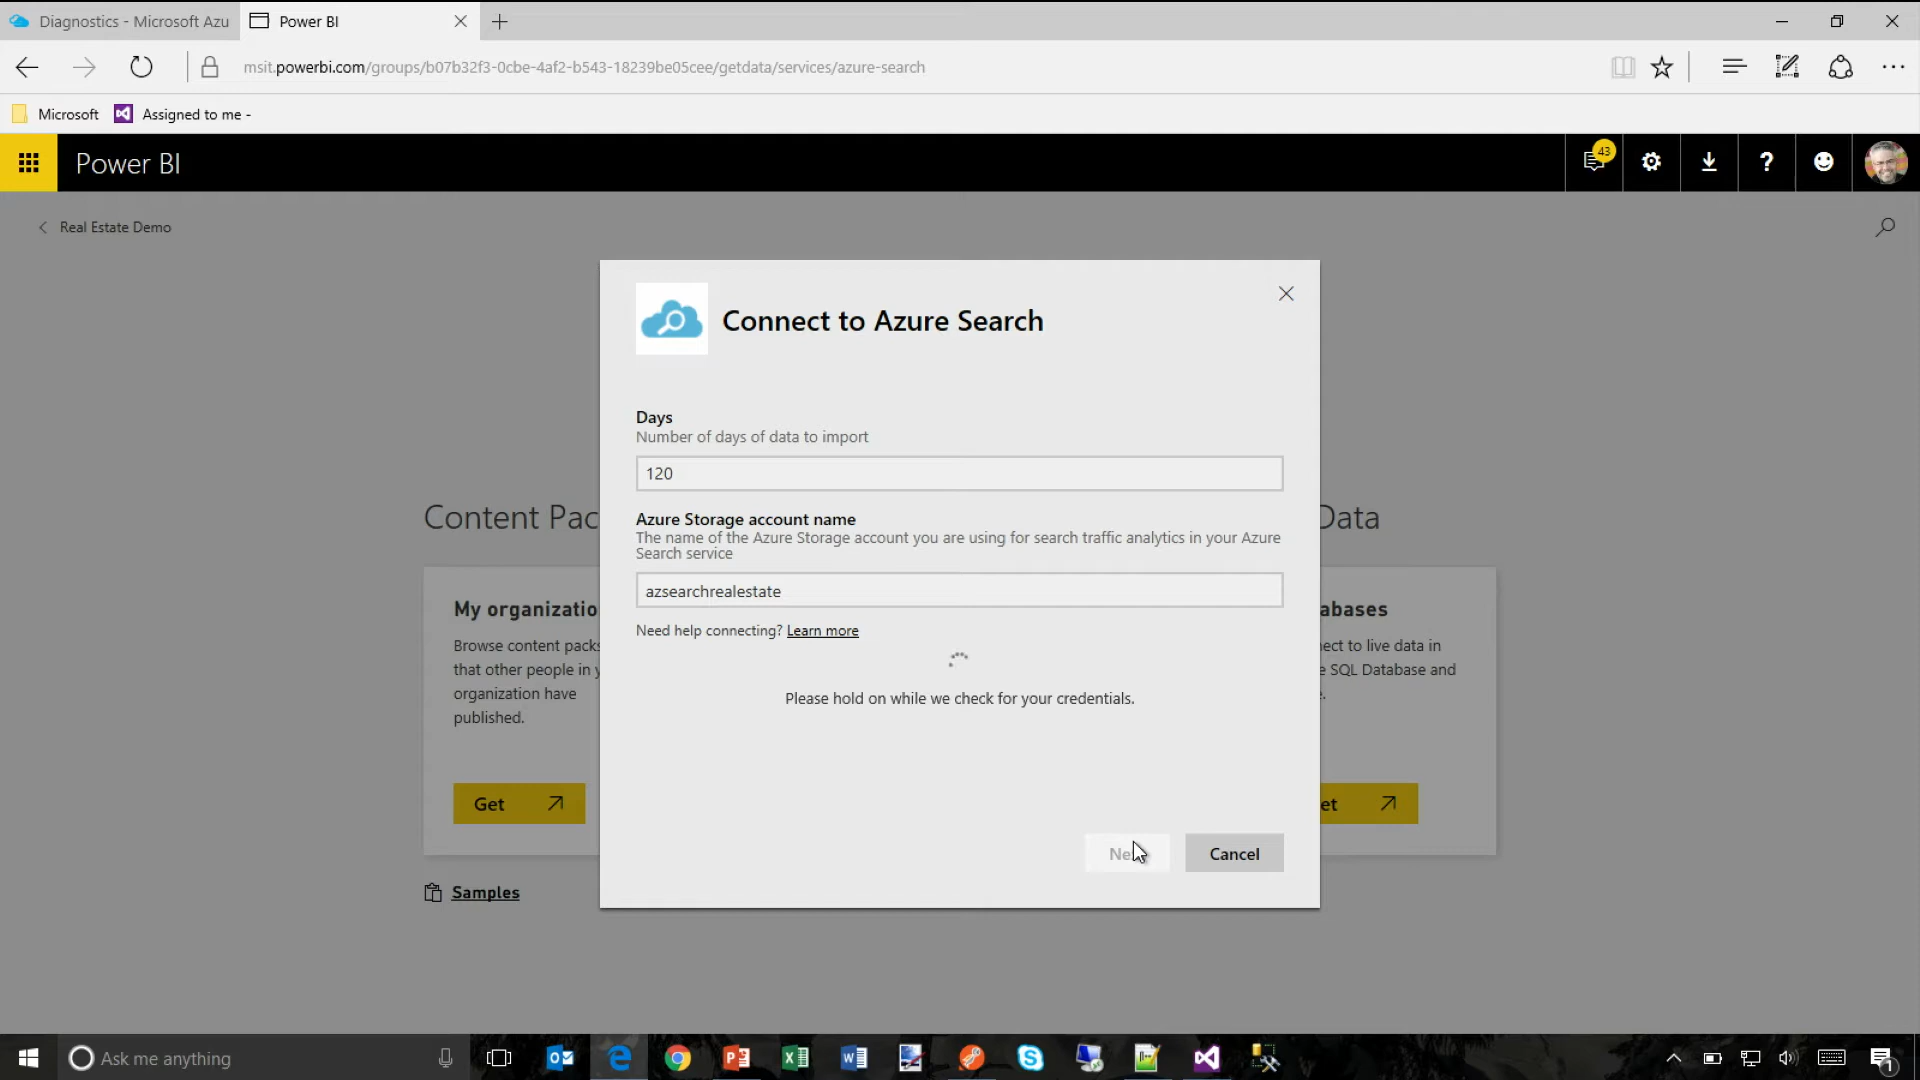 Diagnostics - Microsoft Azu
Power BI
msit.powerbi.com/groups/b07b32f3-0cbe-4af2-b543-18239be05cee/getdata/services/azure-search
Microsoft
Assigned to me -
Power BI
43
Real Estate Demo
Connect to Azure Search
Days
Number of days of data to import
120
Azure Storage account name
The name of the Azure Storage account you are using for search traffic analytics in your Azure
Search service
azsearchrealestate
Need help connecting? Learn more
Please hold on while we check for your credentials.
Cancel
Content Pac
Data
My organizatio
Browse content packs
that other people in y
organization have
published.
Get
abases
ect to live data in
e SQL Database and
et
Samples
Ask me anything
1